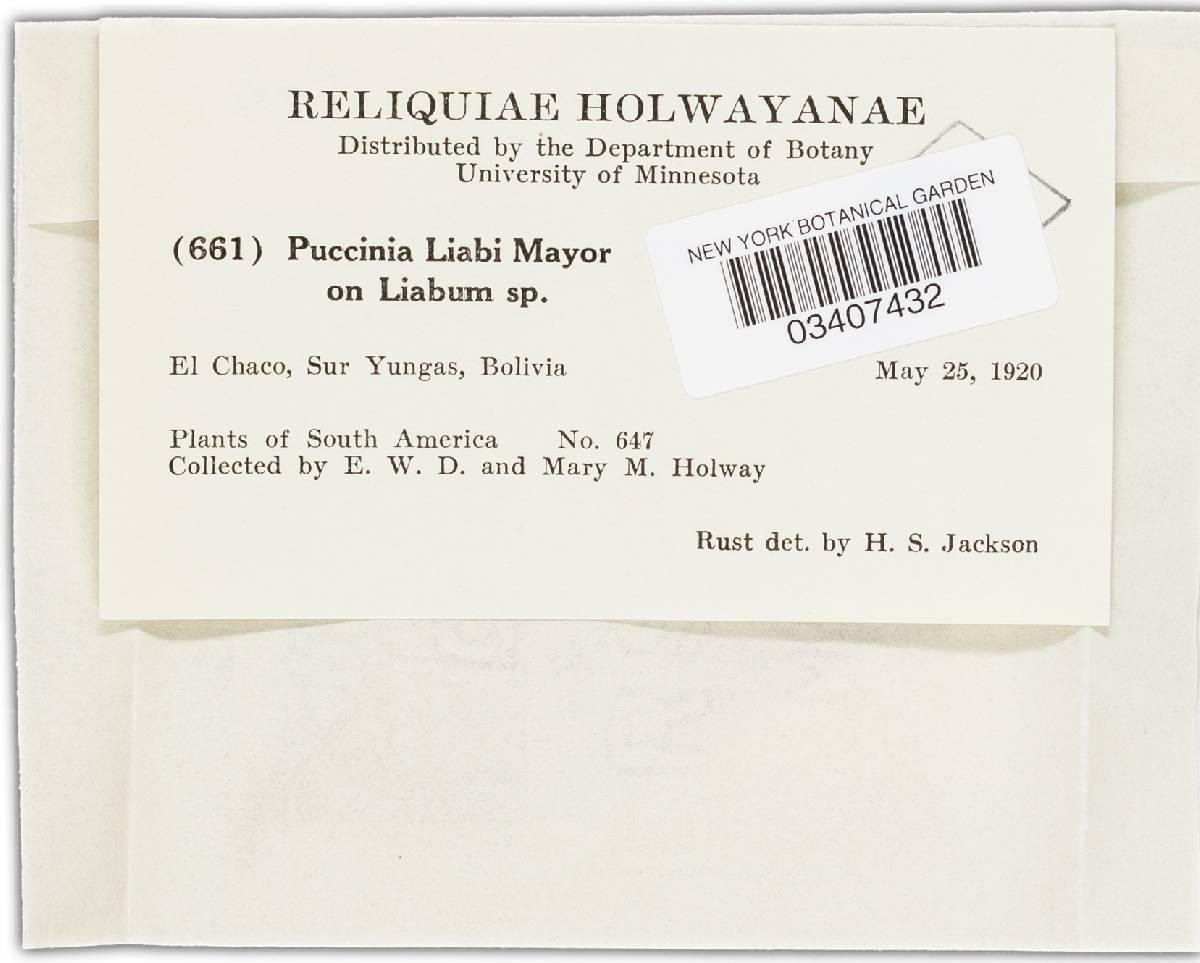 RELIQUIAE HOLWAYANAE
Distributed by the Department of Botany
University of Minnesota
NEW YORK BOTANICAL GARDEN
03407432
(661) Puccinia Liabi Mayor
on Liabum sp.
El Chaco, Sur Yungas, Bolivia May 25, 1920
Plants of South America No. 647
Collected by E. W. D. and Mary M. Holway
Rust det. by H. S. Jackson